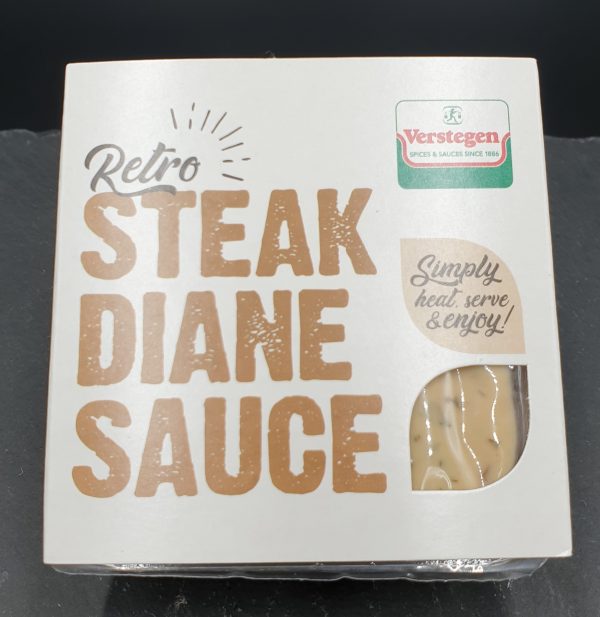 Retro
STEAK
DIANE
SAUCE
Verstegen
SPICES & SAUCES SINCE 1886
Simply
heat, serve
& enjoy!